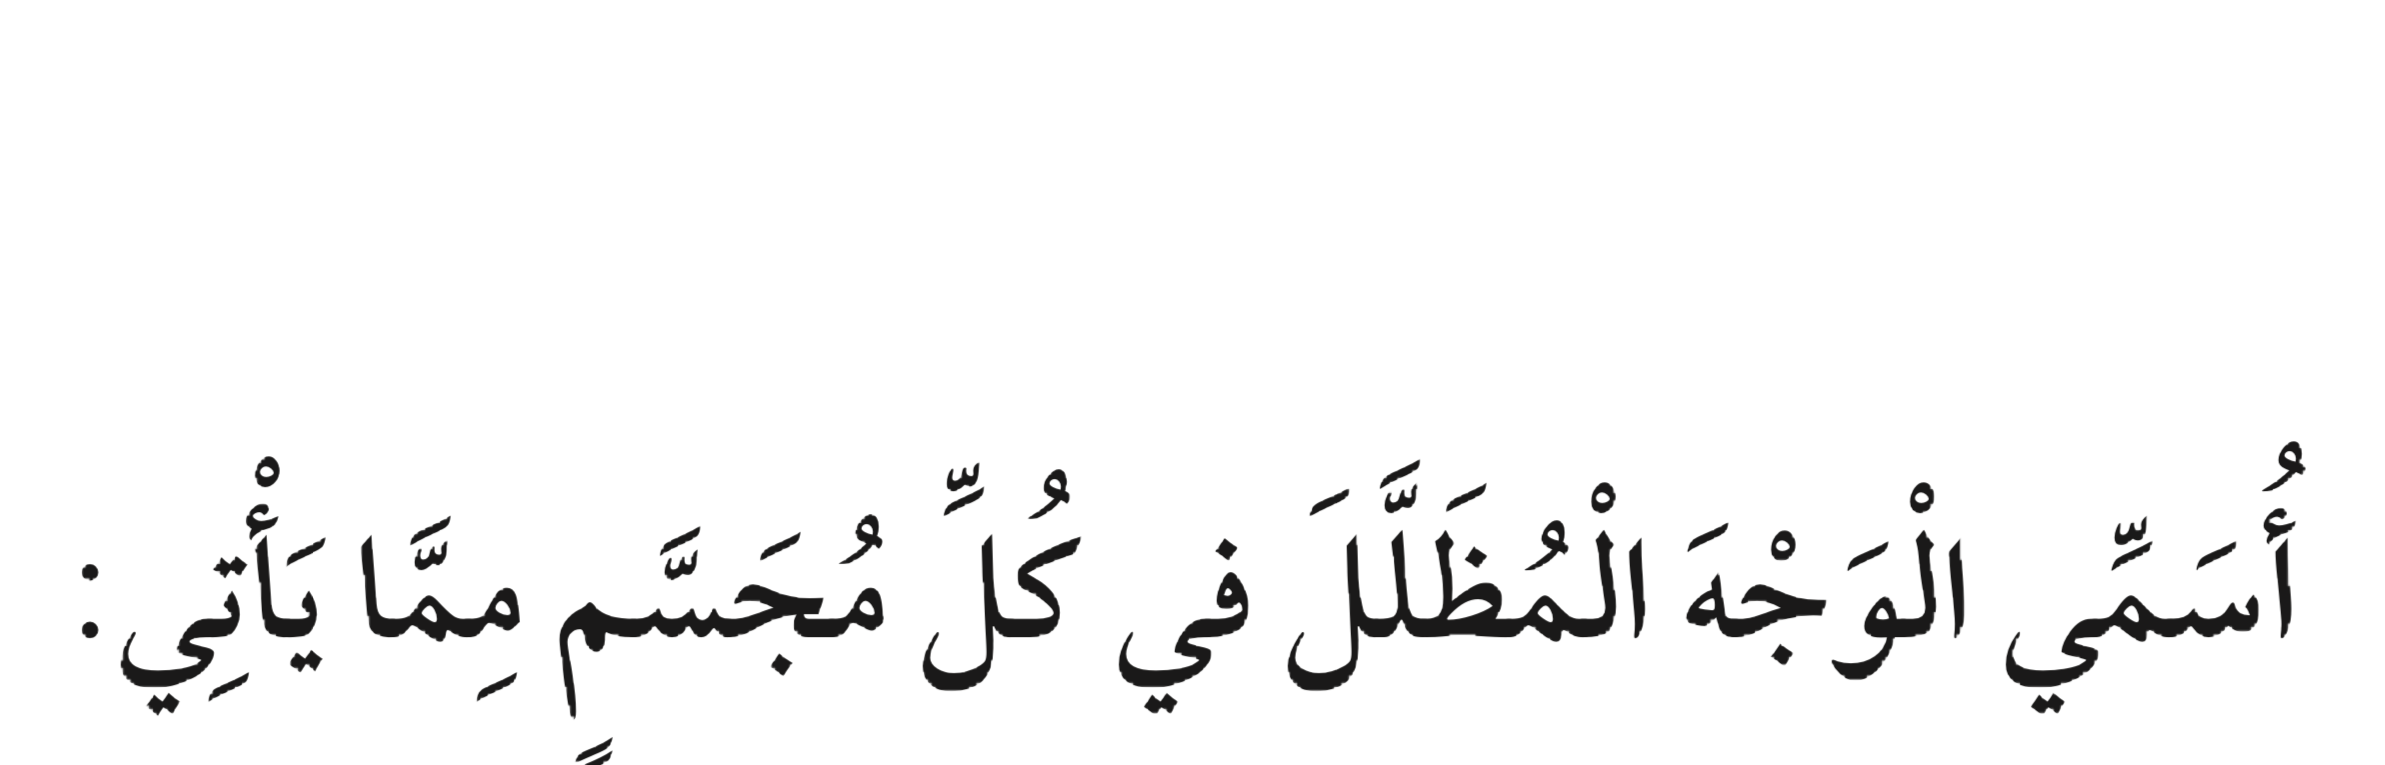 أُسَمِّي الْوَجْهَ الْمُظَلَّلَ في كُلِّ مُجَسَّمٍ مِمَّا يَأْتِي: